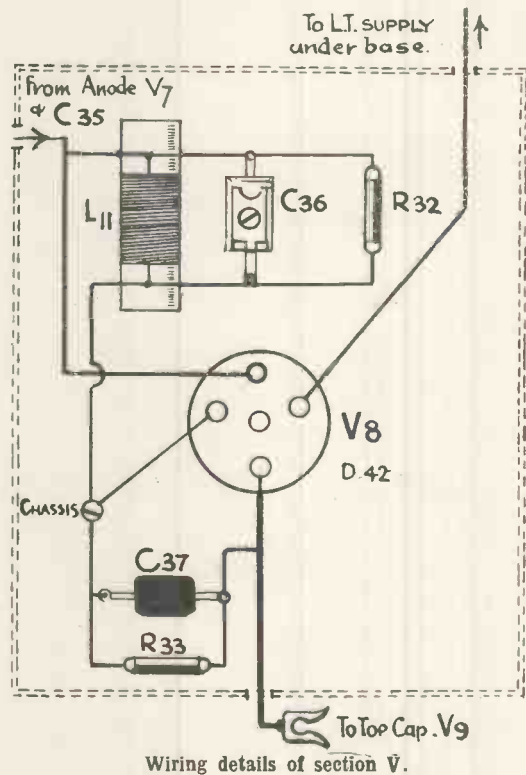 To L.T. SUPPLY
under base.
From Anode V7
& C35
L11
C36
R32
V8
D.42
CHASSIS
C37
R33
To Top Cap. V9
Wiring details of section V.